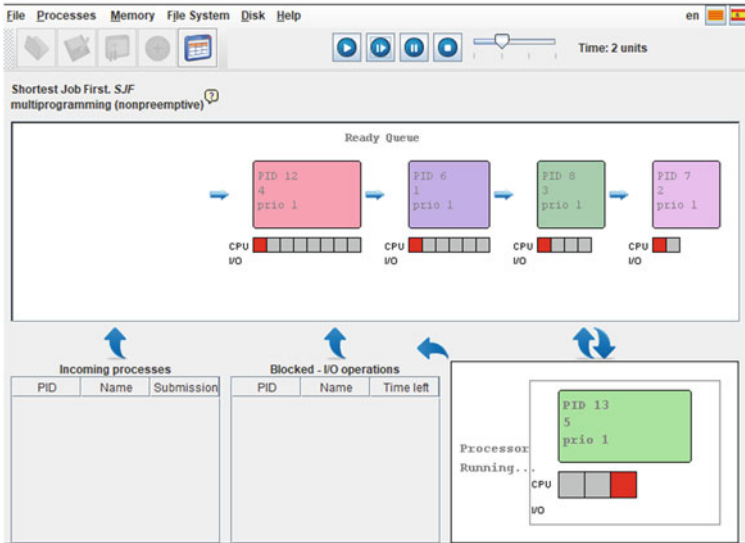 File Processes Memory File System Disk Help en
Time: 2 units
Shortest Job First. SJF
multiprogramming (nonpreemptive) ?
Ready Queue
PID 12
4
prio 1
CPU
I/O
PID 6
1
prio 1
CPU
I/O
PID 8
3
prio 1
CPU
I/O
PID 7
2
prio 1
CPU
I/O
Incoming processes
PID Name Submission
Blocked - I/O operations
PID Name Time left
Processor
Running...
PID 13
5
prio 1
CPU
I/O